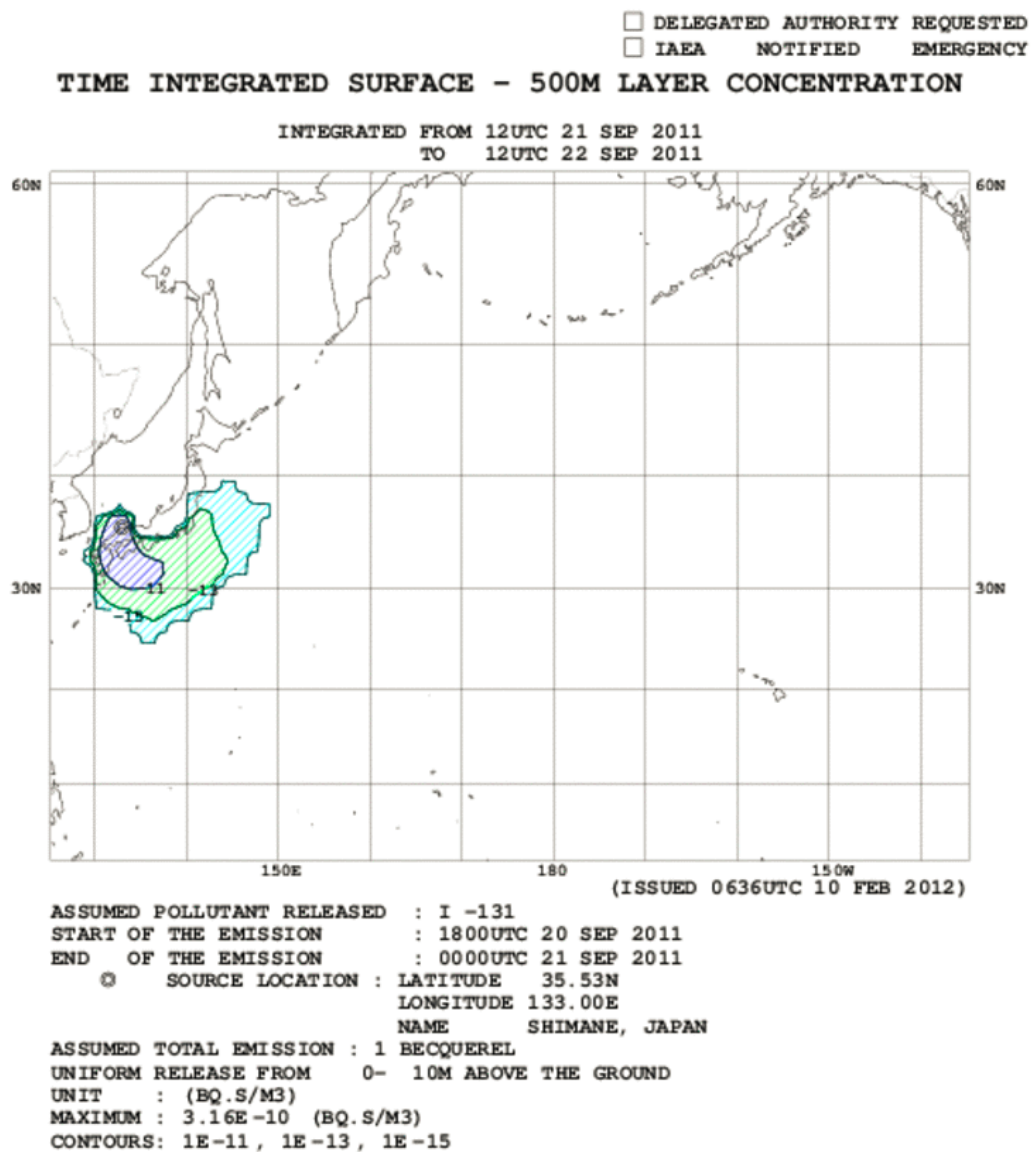 DELEGATED AUTHORITY REQUESTED
IAEA NOTIFIED EMERGENCY
TIME INTEGRATED SURFACE - 500M LAYER CONCENTRATION
INTEGRATED FROM 12UTC 21 SEP 2011
TO 12UTC 22 SEP 2011
60N 60N
30N -11 -13 30N
-15
150E 180 150W
(ISSUED 0636UTC 10 FEB 2012)
ASSUMED POLLUTANT RELEASED : I -131
START OF THE EMISSION : 1800UTC 20 SEP 2011
END OF THE EMISSION : 0000UTC 21 SEP 2011
SOURCE LOCATION : LATITUDE 35.53N
LONGITUDE 133.00E
NAME SHIMANE, JAPAN
ASSUMED TOTAL EMISSION : 1 BECQUEREL
UNIFORM RELEASE FROM 0- 10M ABOVE THE GROUND
UNIT : (BQ.S/M3)
MAXIMUM : 3.16E-10 (BQ.S/M3)
CONTOURS: 1E-11, 1E-13, 1E-15